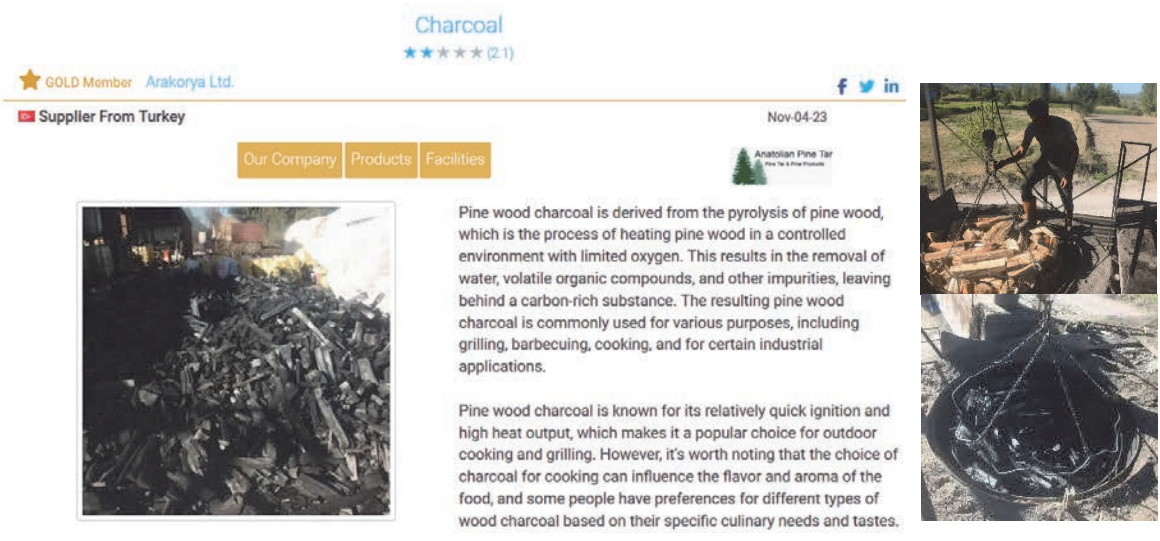 Charcoal
(2.1)
GOLD Member Arakorya Ltd.
Supplier From Turkey
Nov-04-23
Our Company Products Facilities
Anatolian Pine Tar
Pine Tar & Pine Products
Pine wood charcoal is derived from the pyrolysis of pine wood,
which is the process of heating pine wood in a controlled
environment with limited oxygen. This results in the removal of
water, volatile organic compounds, and other impurities, leaving
behind a carbon-rich substance. The resulting pine wood
charcoal is commonly used for various purposes, including
grilling, barbecuing, cooking, and for certain industrial
applications.
Pine wood charcoal is known for its relatively quick ignition and
high heat output, which makes it a popular choice for outdoor
cooking and grilling. However, it's worth noting that the choice of
charcoal for cooking can influence the flavor and aroma of the
food, and some people have preferences for different types of
wood charcoal based on their specific culinary needs and tastes.